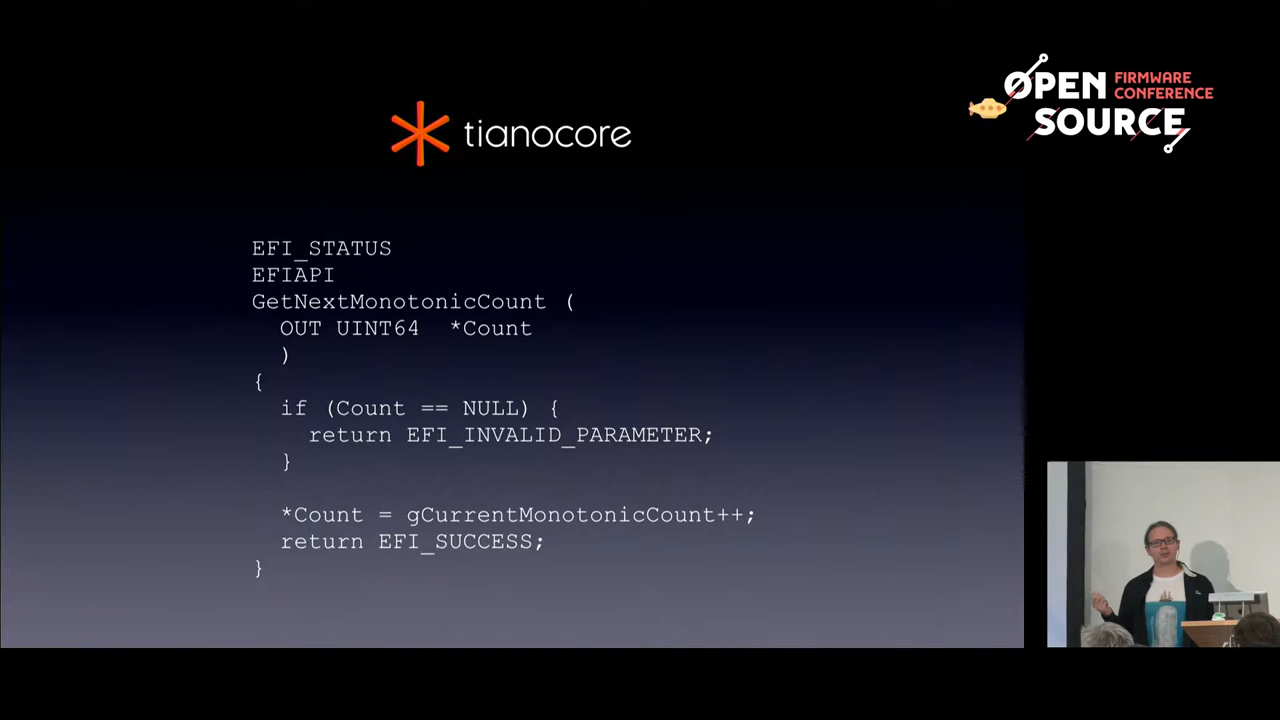 OPEN FIRMWARE CONFERENCE
SOURCE
tianocore
EFI_STATUS
EFIAPI
GetNextMonotonicCount (
  OUT UINT64  *Count
  )
{
  if (Count == NULL) {
    return EFI_INVALID_PARAMETER;
  }
  *Count = gCurrentMonotonicCount++;
  return EFI_SUCCESS;
}